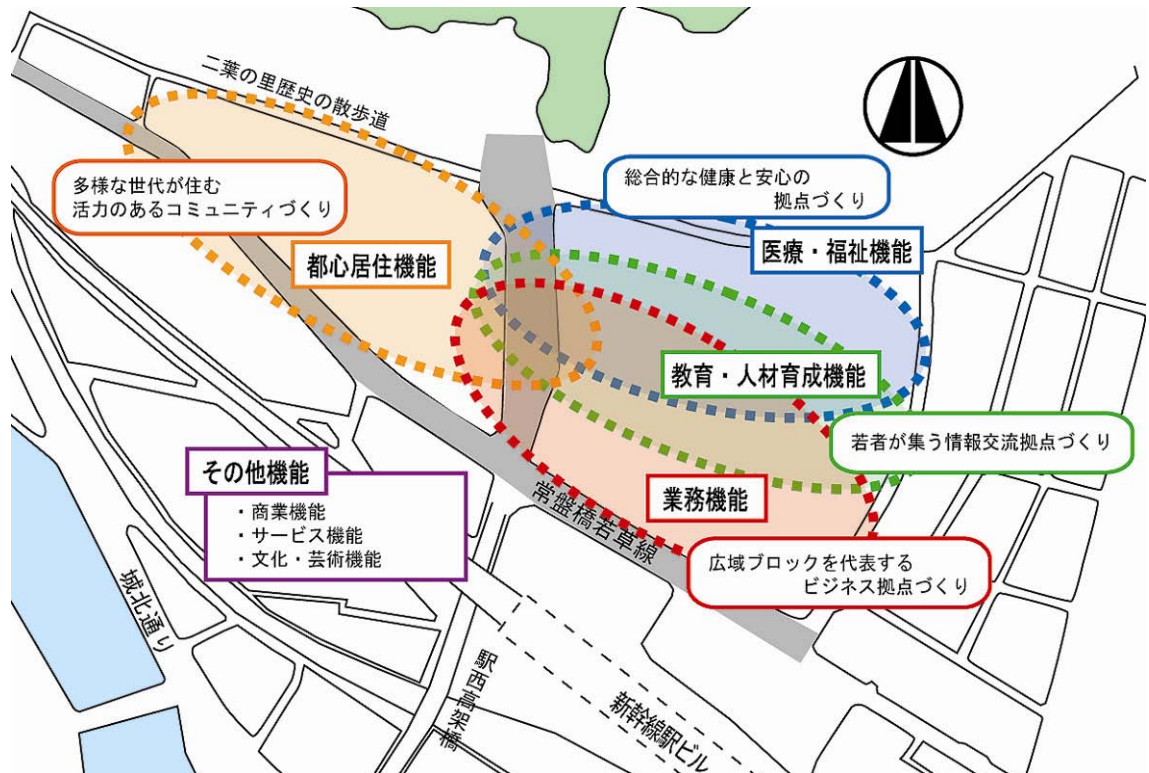 二葉の里歴史の散歩道
多様な世代が住む
活力のあるコミュニティづくり
総合的な健康と安心の
拠点づくり
都心居住機能
医療・福祉機能
教育・人材育成機能
若者が集う情報交流拠点づくり
その他機能
・商業機能
・サービス機能
・文化・芸術機能
業務機能
常盤橋若草線
広域ブロックを代表する
ビジネス拠点づくり
城北通り
駅西高架橋
新幹線駅ビル